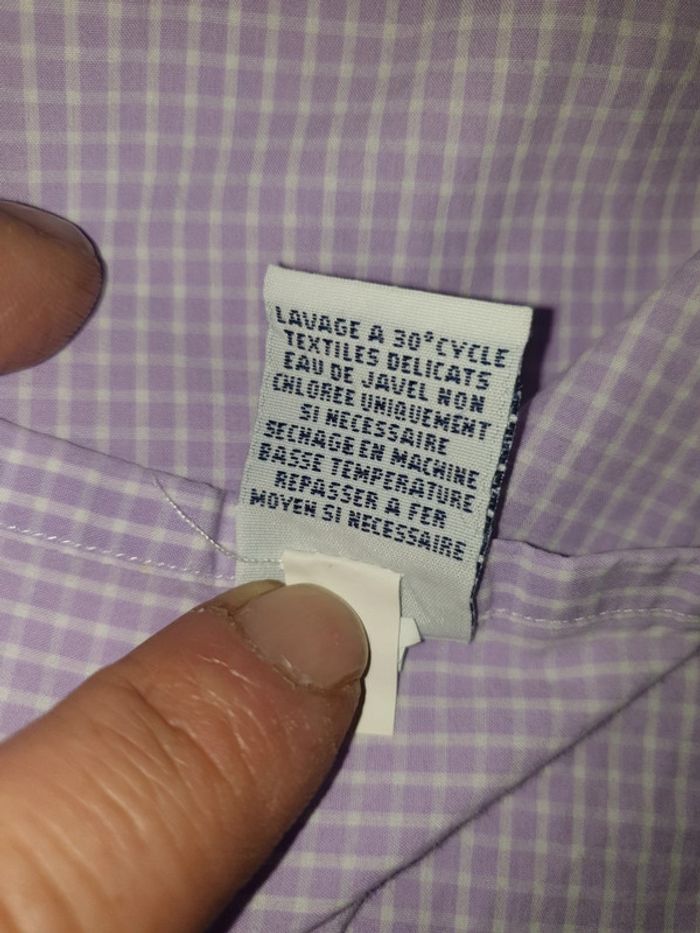 LAVAGE A 30°CYCLE
TEXTILES DELICATS
EAU DE JAVEL NON
CHLOREE UNIQUEMENT
SI NECESSAIRE
SECHAGE EN MACHINE
BASSE TEMPERATURE
REPASSER A FER
MOYEN SI NECESSAIRE